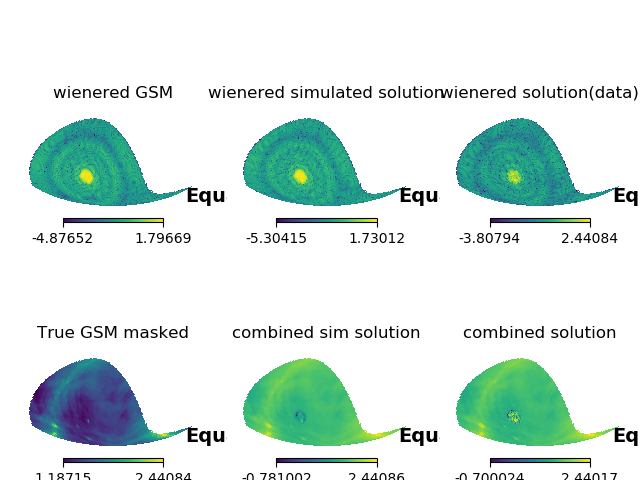 wienered GSM
wienered simulated solution
wienered solution(data)
Equ
Equ
Eq
-4.87652 1.79669
-5.30415 1.73012
-3.80794 2.44084
True GSM masked
combined sim solution
combined solution
Equ
Equ
Eq
1.18715 2.44084
-0.781002 2.44086
-0.700024 2.44017